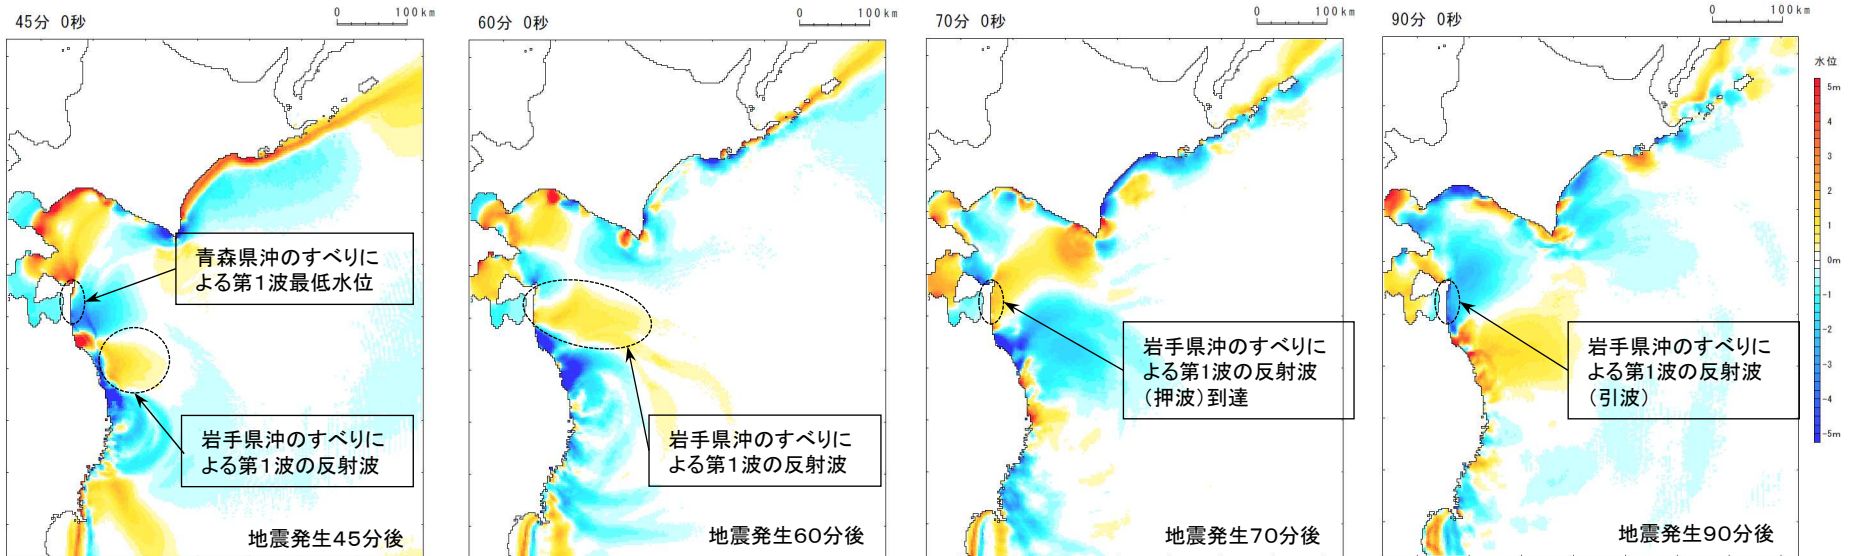 45分 0秒
0 100km
青森県沖のすべりに
よる第1波最低水位
岩手県沖のすべりに
よる第1波の反射波
地震発生45分後
60分 0秒
0 100km
岩手県沖のすべりに
よる第1波の反射波
地震発生60分後
70分 0秒
0 100km
岩手県沖のすべりに
よる第1波の反射波
(押波)到達
地震発生70分後
90分 0秒
0 100km
岩手県沖のすべりに
よる第1波の反射波
(引波)
地震発生90分後
水位
5m
4
3
2
1
0m
-1
-2
-3
-4
-5m